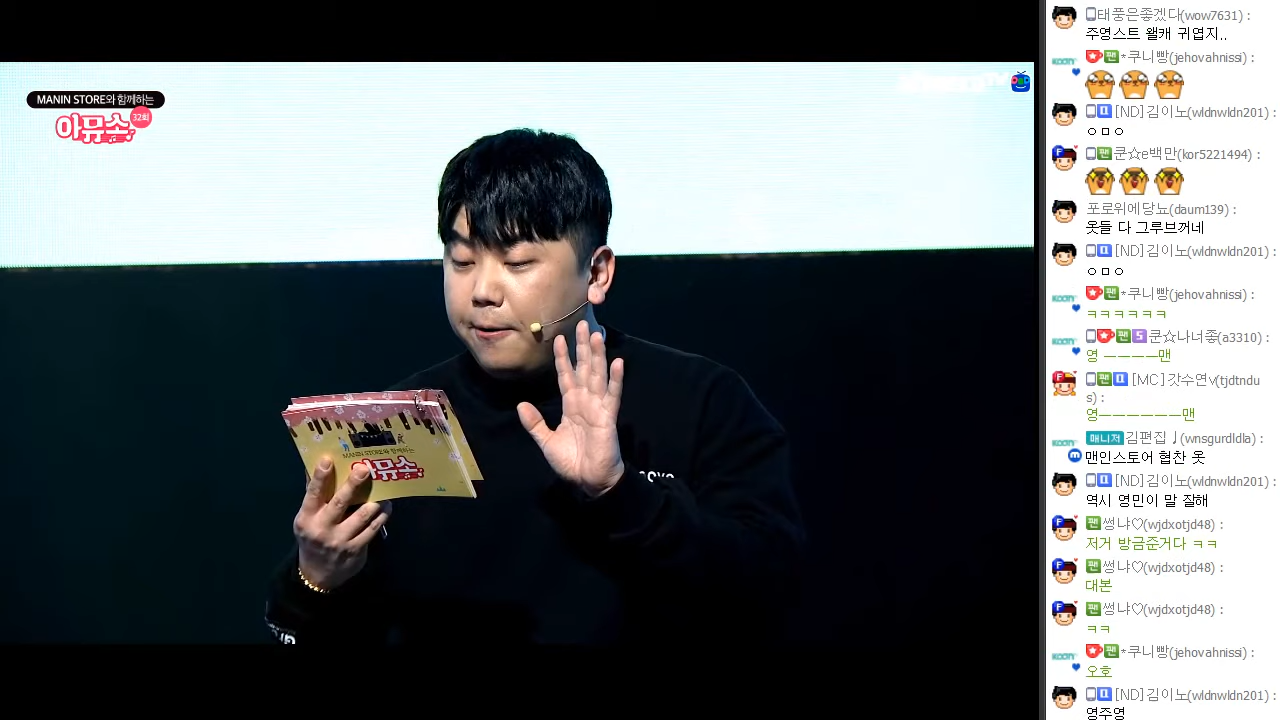 MANIN STORE와 함께하는
아뮤소
32회
MANIN STORE와 함께하는
아뮤소
태풍은좋겠다(wow7631) :
주영스트 왤캐 귀엽지..
팬 *쿠니빵(jehovahnissi) :
[ND]김이노(wldnwldn201) :
ㅇㅁㅇ
F 팬 쿤☆e백만(kor5221494) :
포로위에당뇨(daum139) :
옷들 다 그루브꺼네
[ND]김이노(wldnwldn201) :
ㅇㅁㅇ
팬 *쿠니빵(jehovahnissi) :
ㅋㅋㅋㅋㅋㅋ
팬 S 쿤☆나너좋(a3310) :
영 ㅡㅡㅡㅡ맨
F 팬 [MC]갓수연v(tjdtndu
s) :
영ㅡㅡㅡㅡㅡㅡ맨
매니저 김편집♩(wnsgurdldla) :
맨인스토어 협찬 옷
[ND]김이노(wldnwldn201) :
역시 영민이 말 잘해
F 팬 썽냐♡(wjdxotjd48) :
저거 방금준거다 ㅋㅋ
F 팬 썽냐♡(wjdxotjd48) :
대본
F 팬 썽냐♡(wjdxotjd48) :
ㅋㅋ
팬 *쿠니빵(jehovahnissi) :
오호
[ND]김이노(wldnwldn201) :
영주영